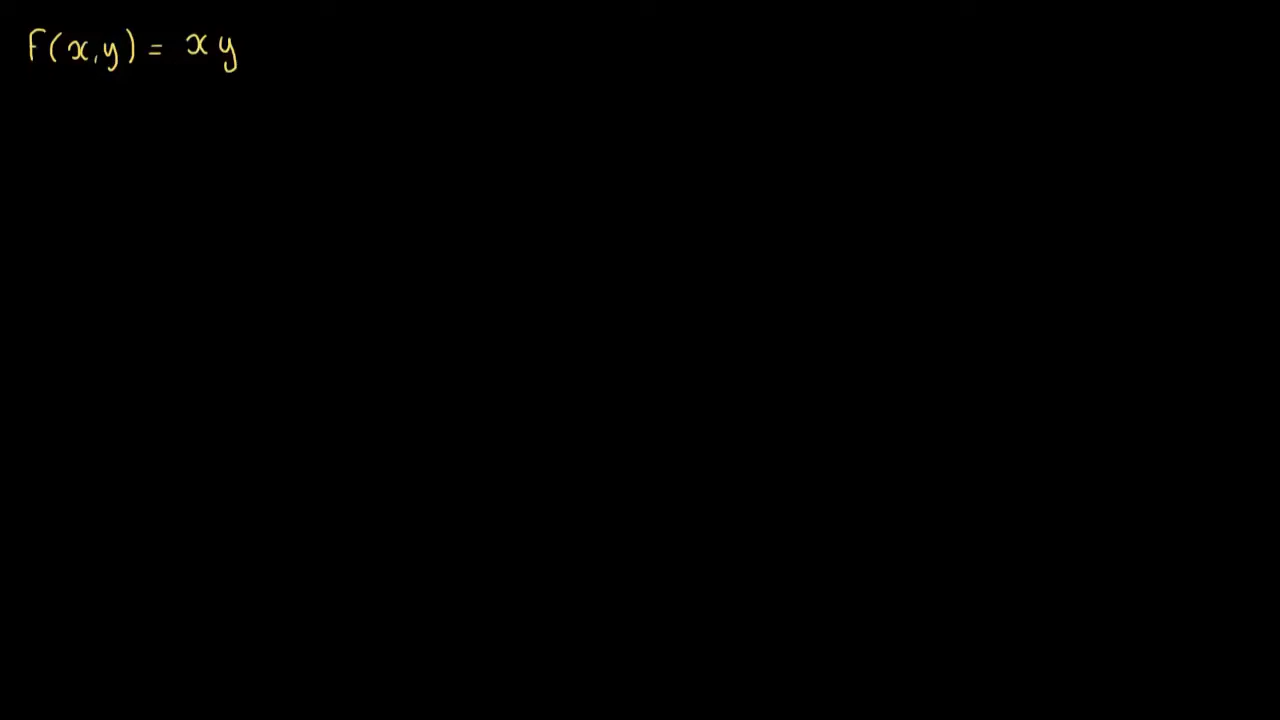 F(x,y) = xy